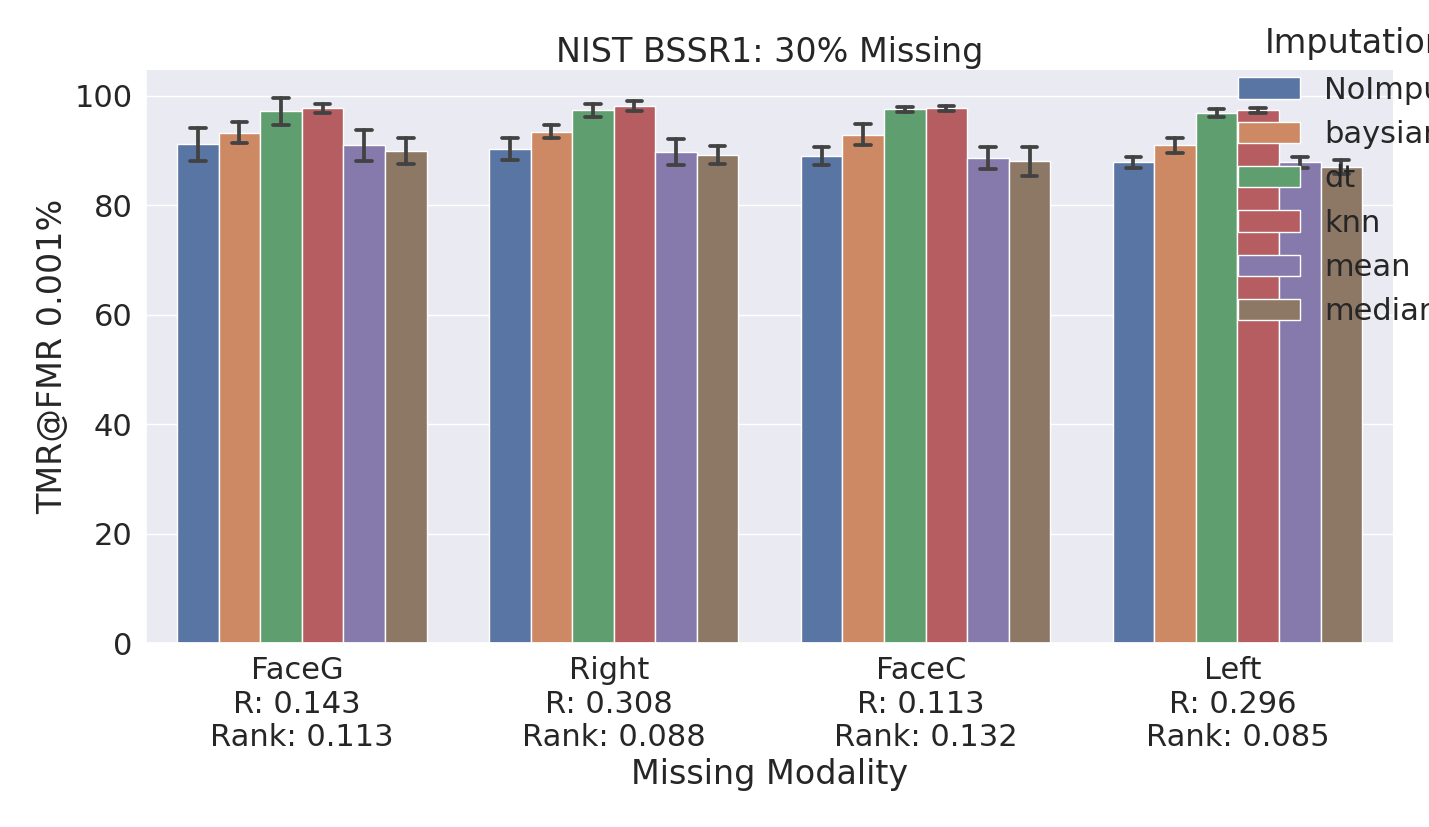 NIST BSSR1: 30% Missing
Imputation
NoImpu
baysian
dt
knn
mean
median
100
80
60
40
20
0
TMR@FMR 0.001%
FaceG
R: 0.143
Rank: 0.113
Right
R: 0.308
Rank: 0.088
FaceC
R: 0.113
Rank: 0.132
Left
R: 0.296
Rank: 0.085
Missing Modality